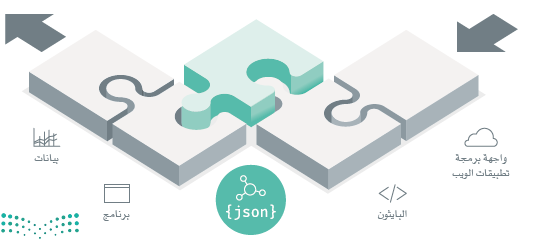 واجهة برمجة
تطبيقات الويب
البايثون
{json}
برنامج
بيانات